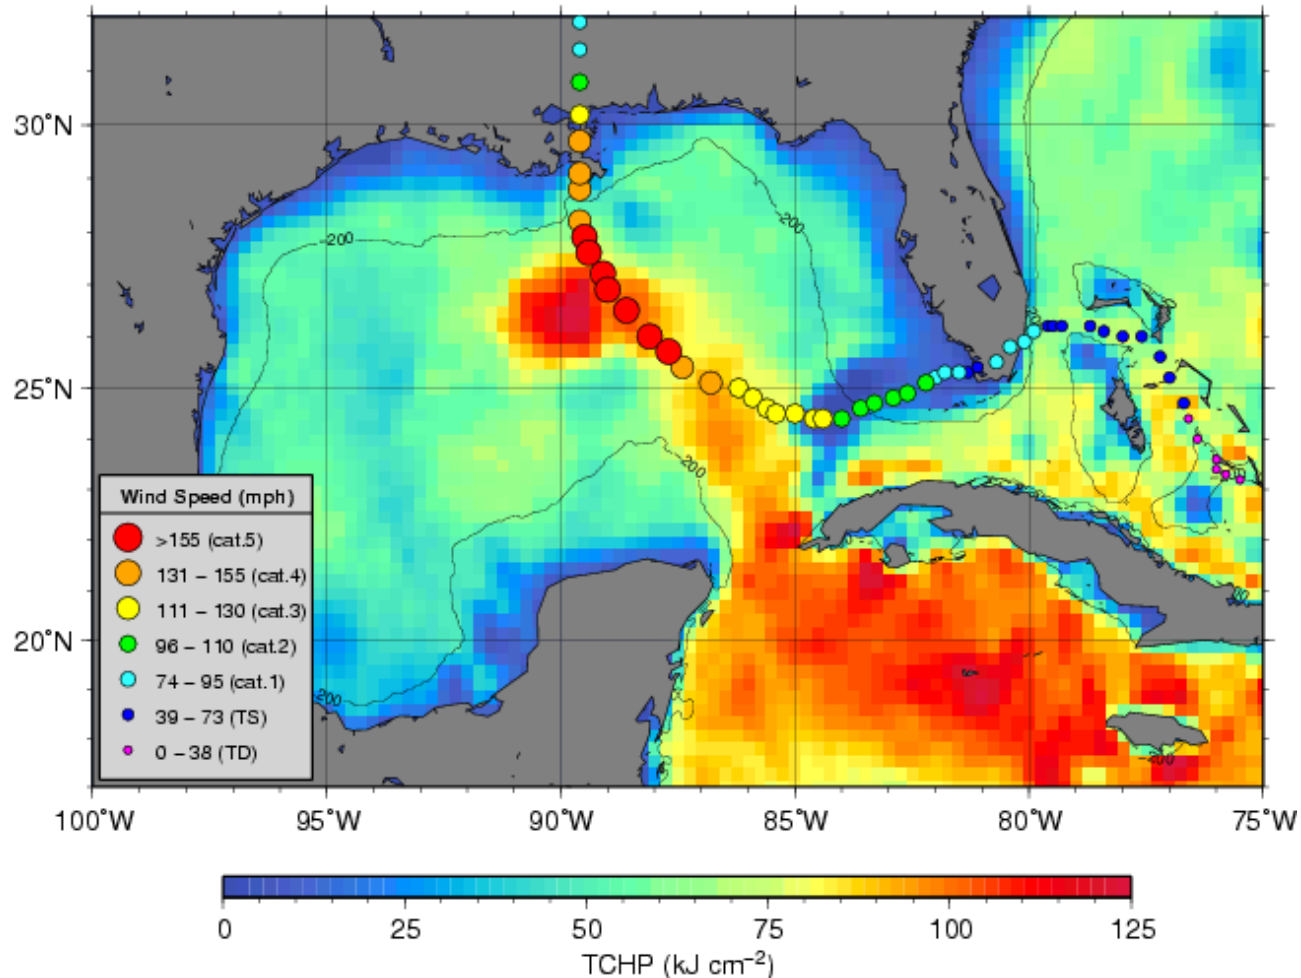 30°N
25°N
20°N
-200
200
200
200
-200
Wind Speed (mph)
>155 (cat.5)
131 – 155 (cat.4)
111 – 130 (cat.3)
96 – 110 (cat.2)
74 – 95 (cat.1)
39 – 73 (TS)
0 – 38 (TD)
100°W 95°W 90°W 85°W 80°W 75°W
0 25 50 75 100 125
TCHP (kJ cm⁻²)